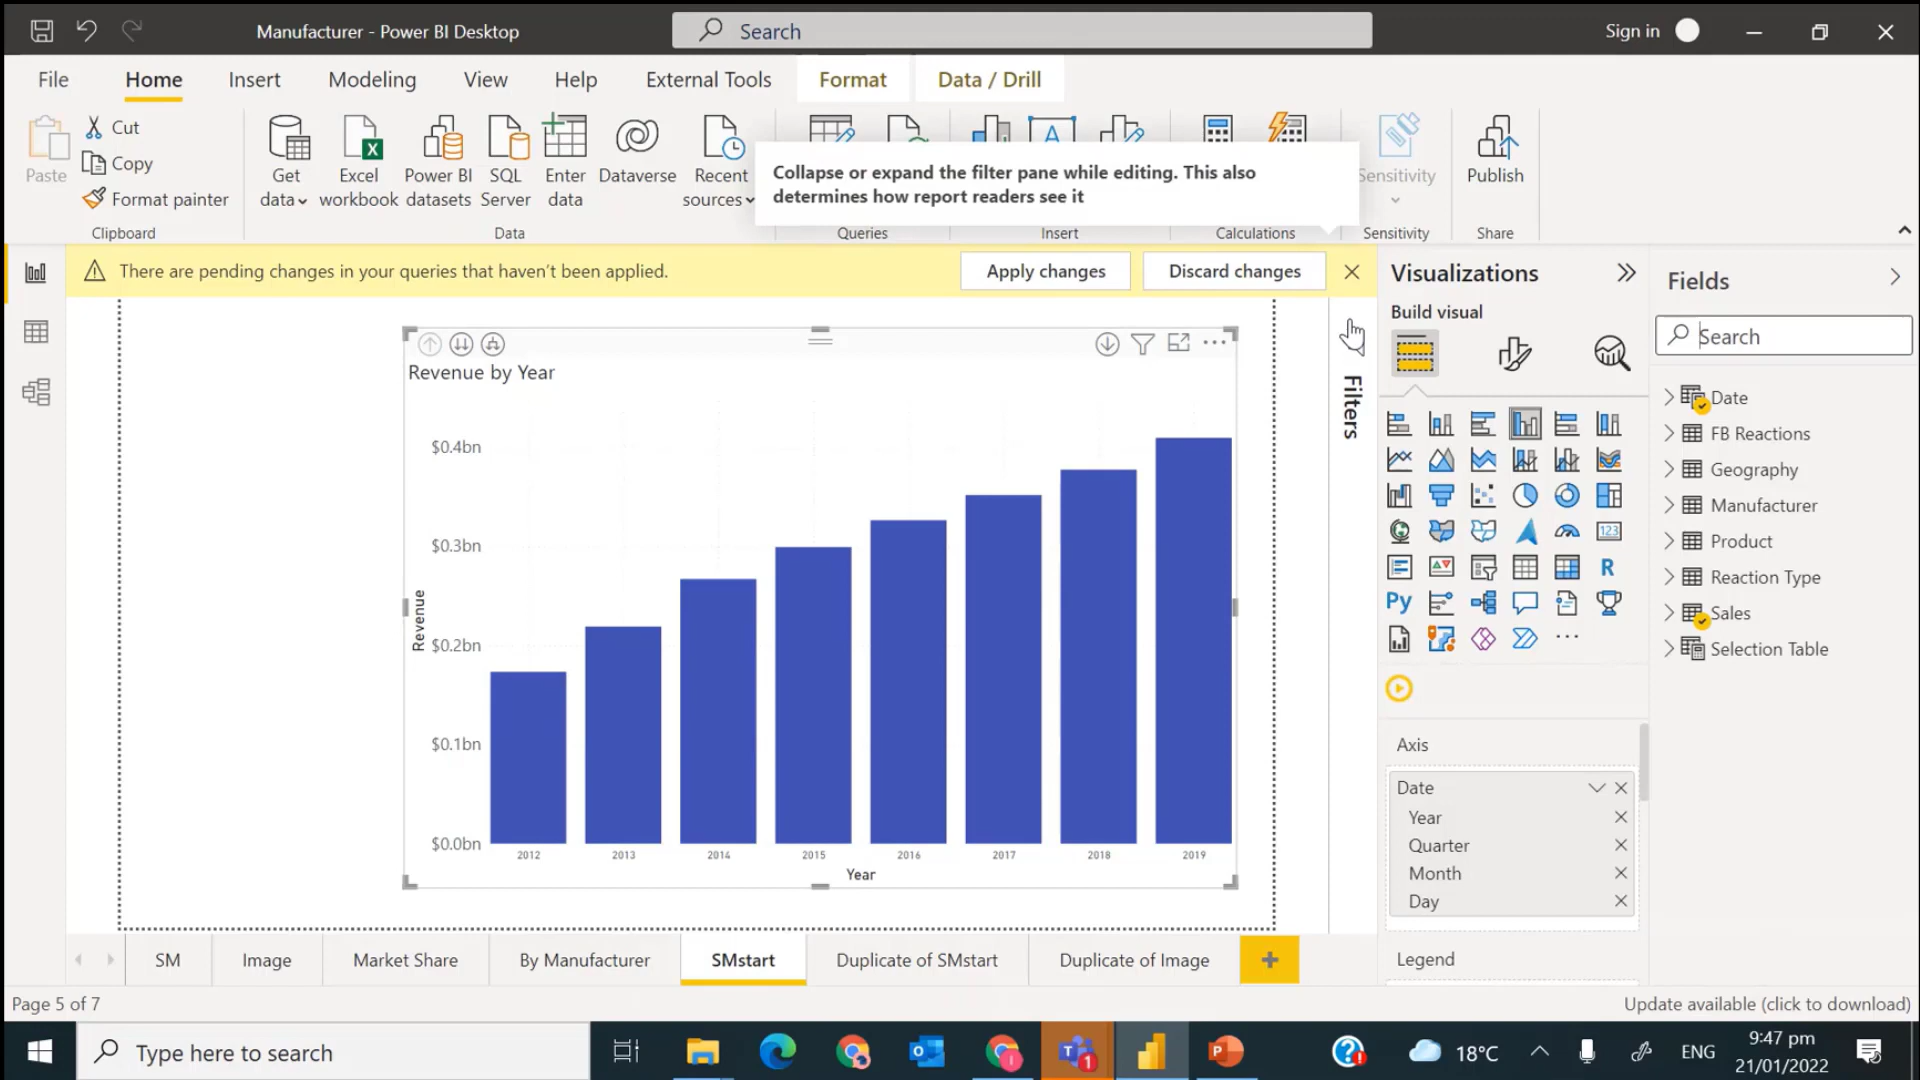 Manufacturer - Power BI Desktop
Search
Sign in
File
Home
Insert
Modeling
View
Help
External Tools
Format
Data / Drill
Paste
Cut
Copy
Format painter
Clipboard
Get data
Excel workbook
Power BI datasets
SQL Server
Enter data
Dataverse
Recent sources
Data
Queries
Insert
Calculations
Sensitivity
Sensitivity
Publish
Share
Collapse or expand the filter pane while editing. This also
determines how report readers see it
There are pending changes in your queries that haven't been applied.
Apply changes
Discard changes
Revenue by Year
$0.4bn
$0.3bn
$0.2bn
$0.1bn
$0.0bn
Revenue
2012
2013
2014
2015
2016
2017
2018
2019
Year
Filters
Visualizations
Build visual
123
R
Py
Axis
Date
Year
Quarter
Month
Day
Legend
Fields
Search
Date
FB Reactions
Geography
Manufacturer
Product
Reaction Type
Sales
Selection Table
SM
Image
Market Share
By Manufacturer
SMstart
Duplicate of SMstart
Duplicate of Image
Page 5 of 7
Update available (click to download)
Type here to search
18°C
ENG
9:47 pm
21/01/2022